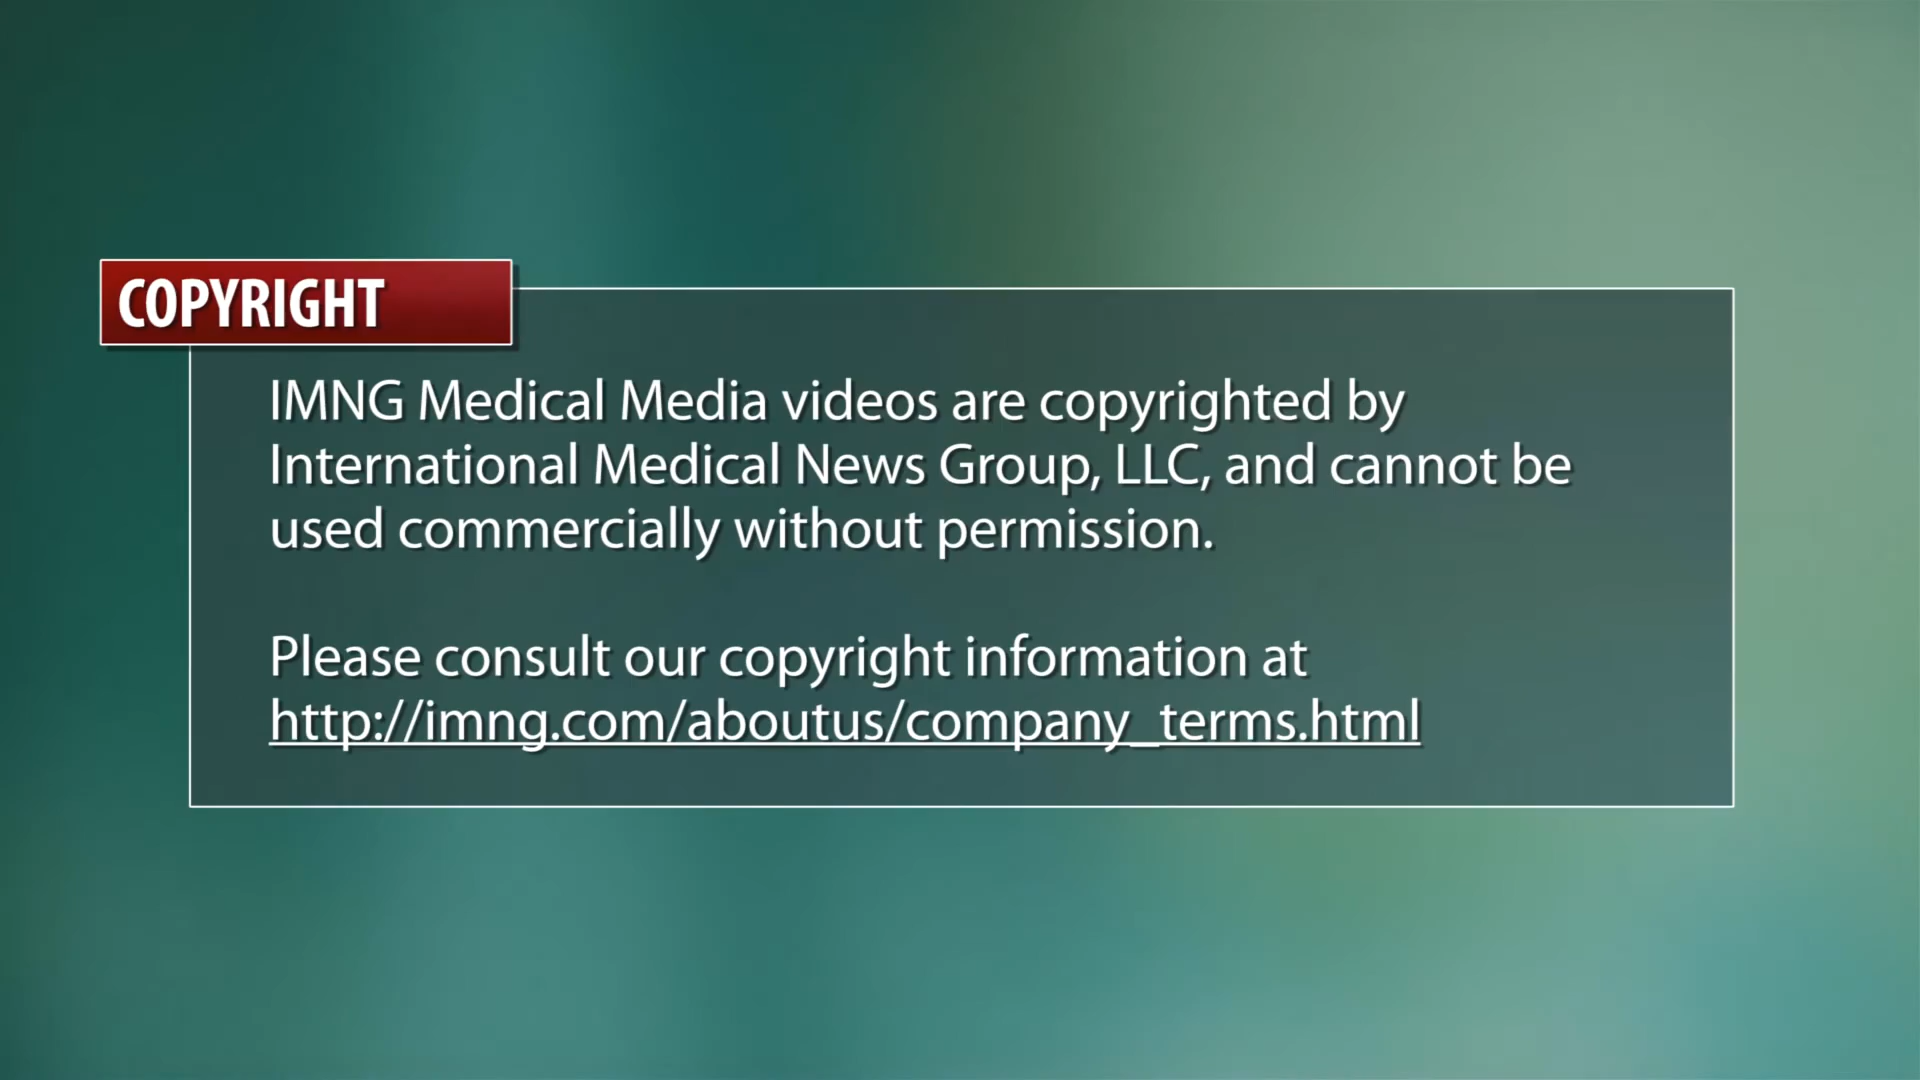 COPYRIGHT
IMNG Medical Media videos are copyrighted by
International Medical News Group, LLC, and cannot be
used commercially without permission.
Please consult our copyright information at
http://imng.com/aboutus/company_terms.html